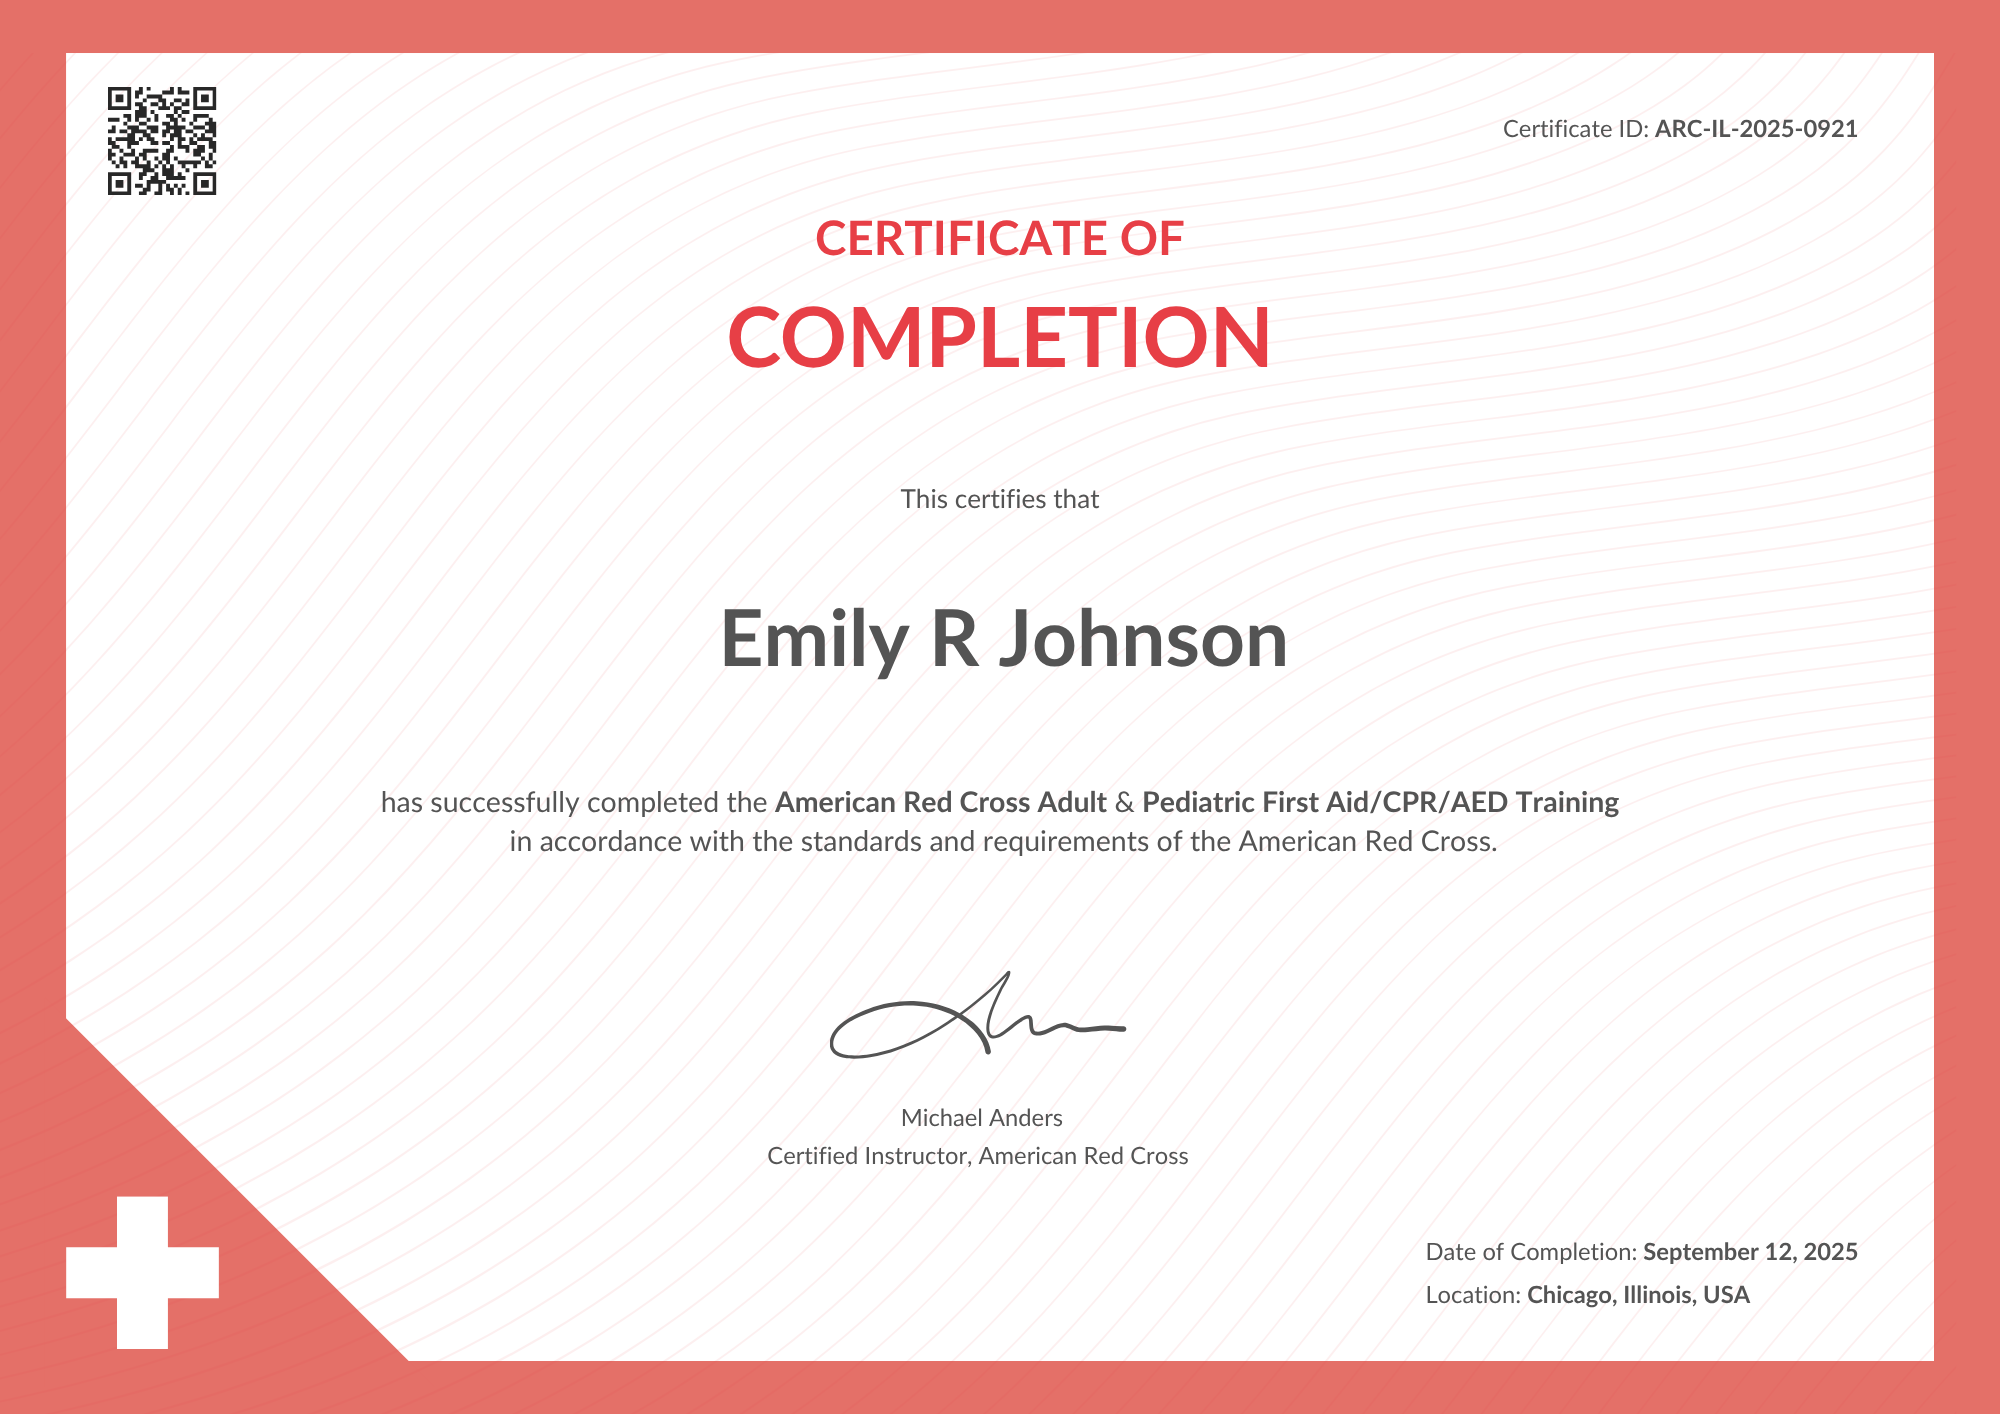 Certificate ID: ARC-IL-2025-0921
CERTIFICATE OF
COMPLETION
This certifies that
Emily R Johnson
has successfully completed the American Red Cross Adult & Pediatric First Aid/CPR/AED Training
in accordance with the standards and requirements of the American Red Cross.
Michael Anders
Certified Instructor, American Red Cross
Date of Completion: September 12, 2025
Location: Chicago, Illinois, USA